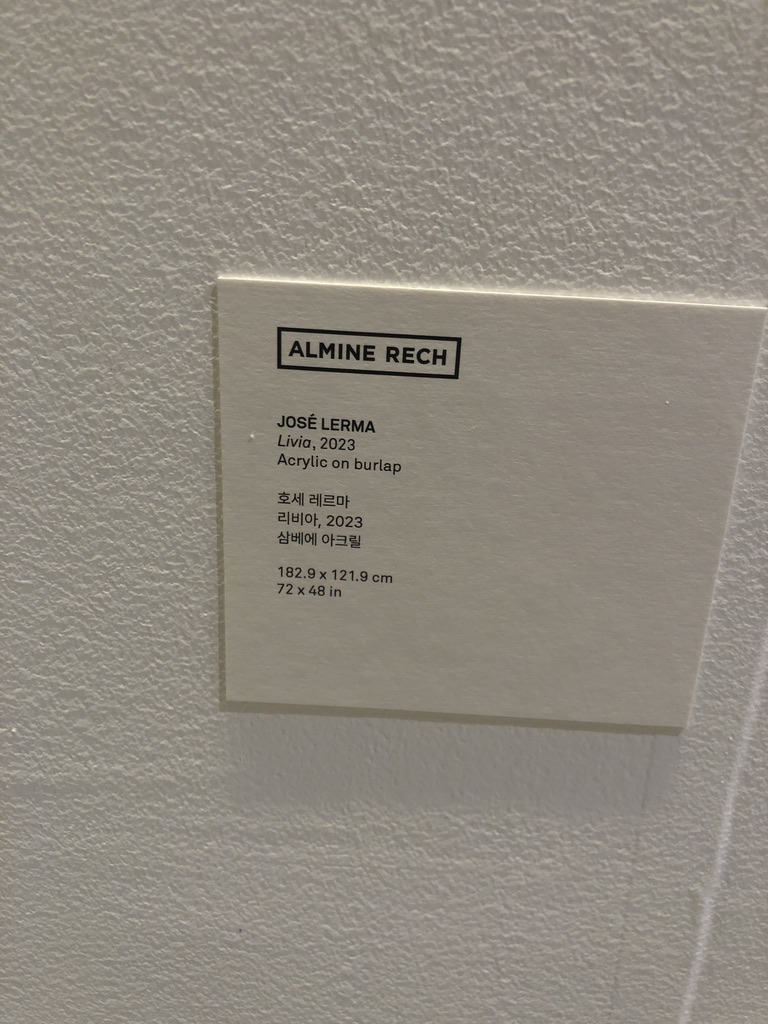 ALMINE RECH
JOSÉ LERMA
Livia, 2023
Acrylic on burlap
호세 레르마
리비아, 2023
삼베에 아크릴
182.9 x 121.9 cm
72 x 48 in